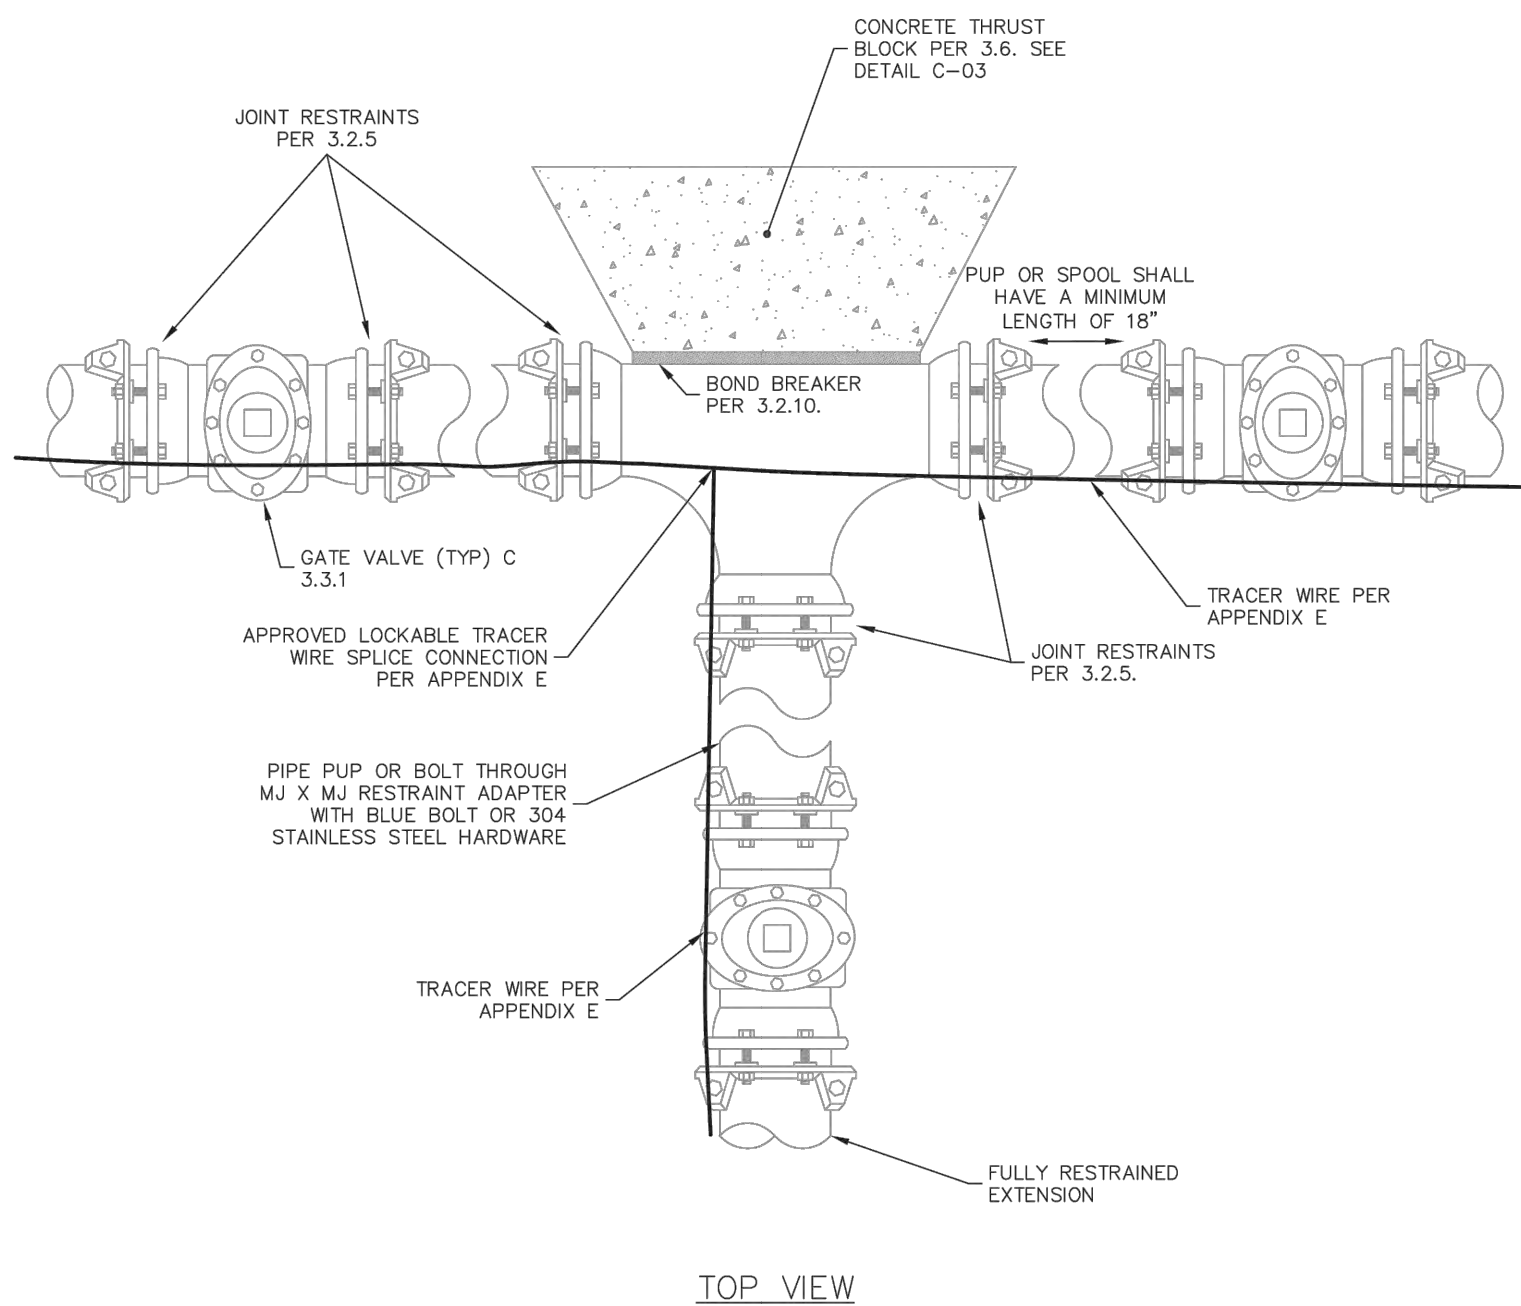 CONCRETE THRUST
BLOCK PER 3.6. SEE
DETAIL C-03
JOINT RESTRAINTS
PER 3.2.5
PUP OR SPOOL SHALL
HAVE A MINIMUM
LENGTH OF 18"
BOND BREAKER
PER 3.2.10.
GATE VALVE (TYP) C
3.3.1
TRACER WIRE PER
APPENDIX E
APPROVED LOCKABLE TRACER
WIRE SPLICE CONNECTION
PER APPENDIX E
JOINT RESTRAINTS
PER 3.2.5.
PIPE PUP OR BOLT THROUGH
MJ X MJ RESTRAINT ADAPTER
WITH BLUE BOLT OR 304
STAINLESS STEEL HARDWARE
TRACER WIRE PER
APPENDIX E
FULLY RESTRAINED
EXTENSION
TOP VIEW